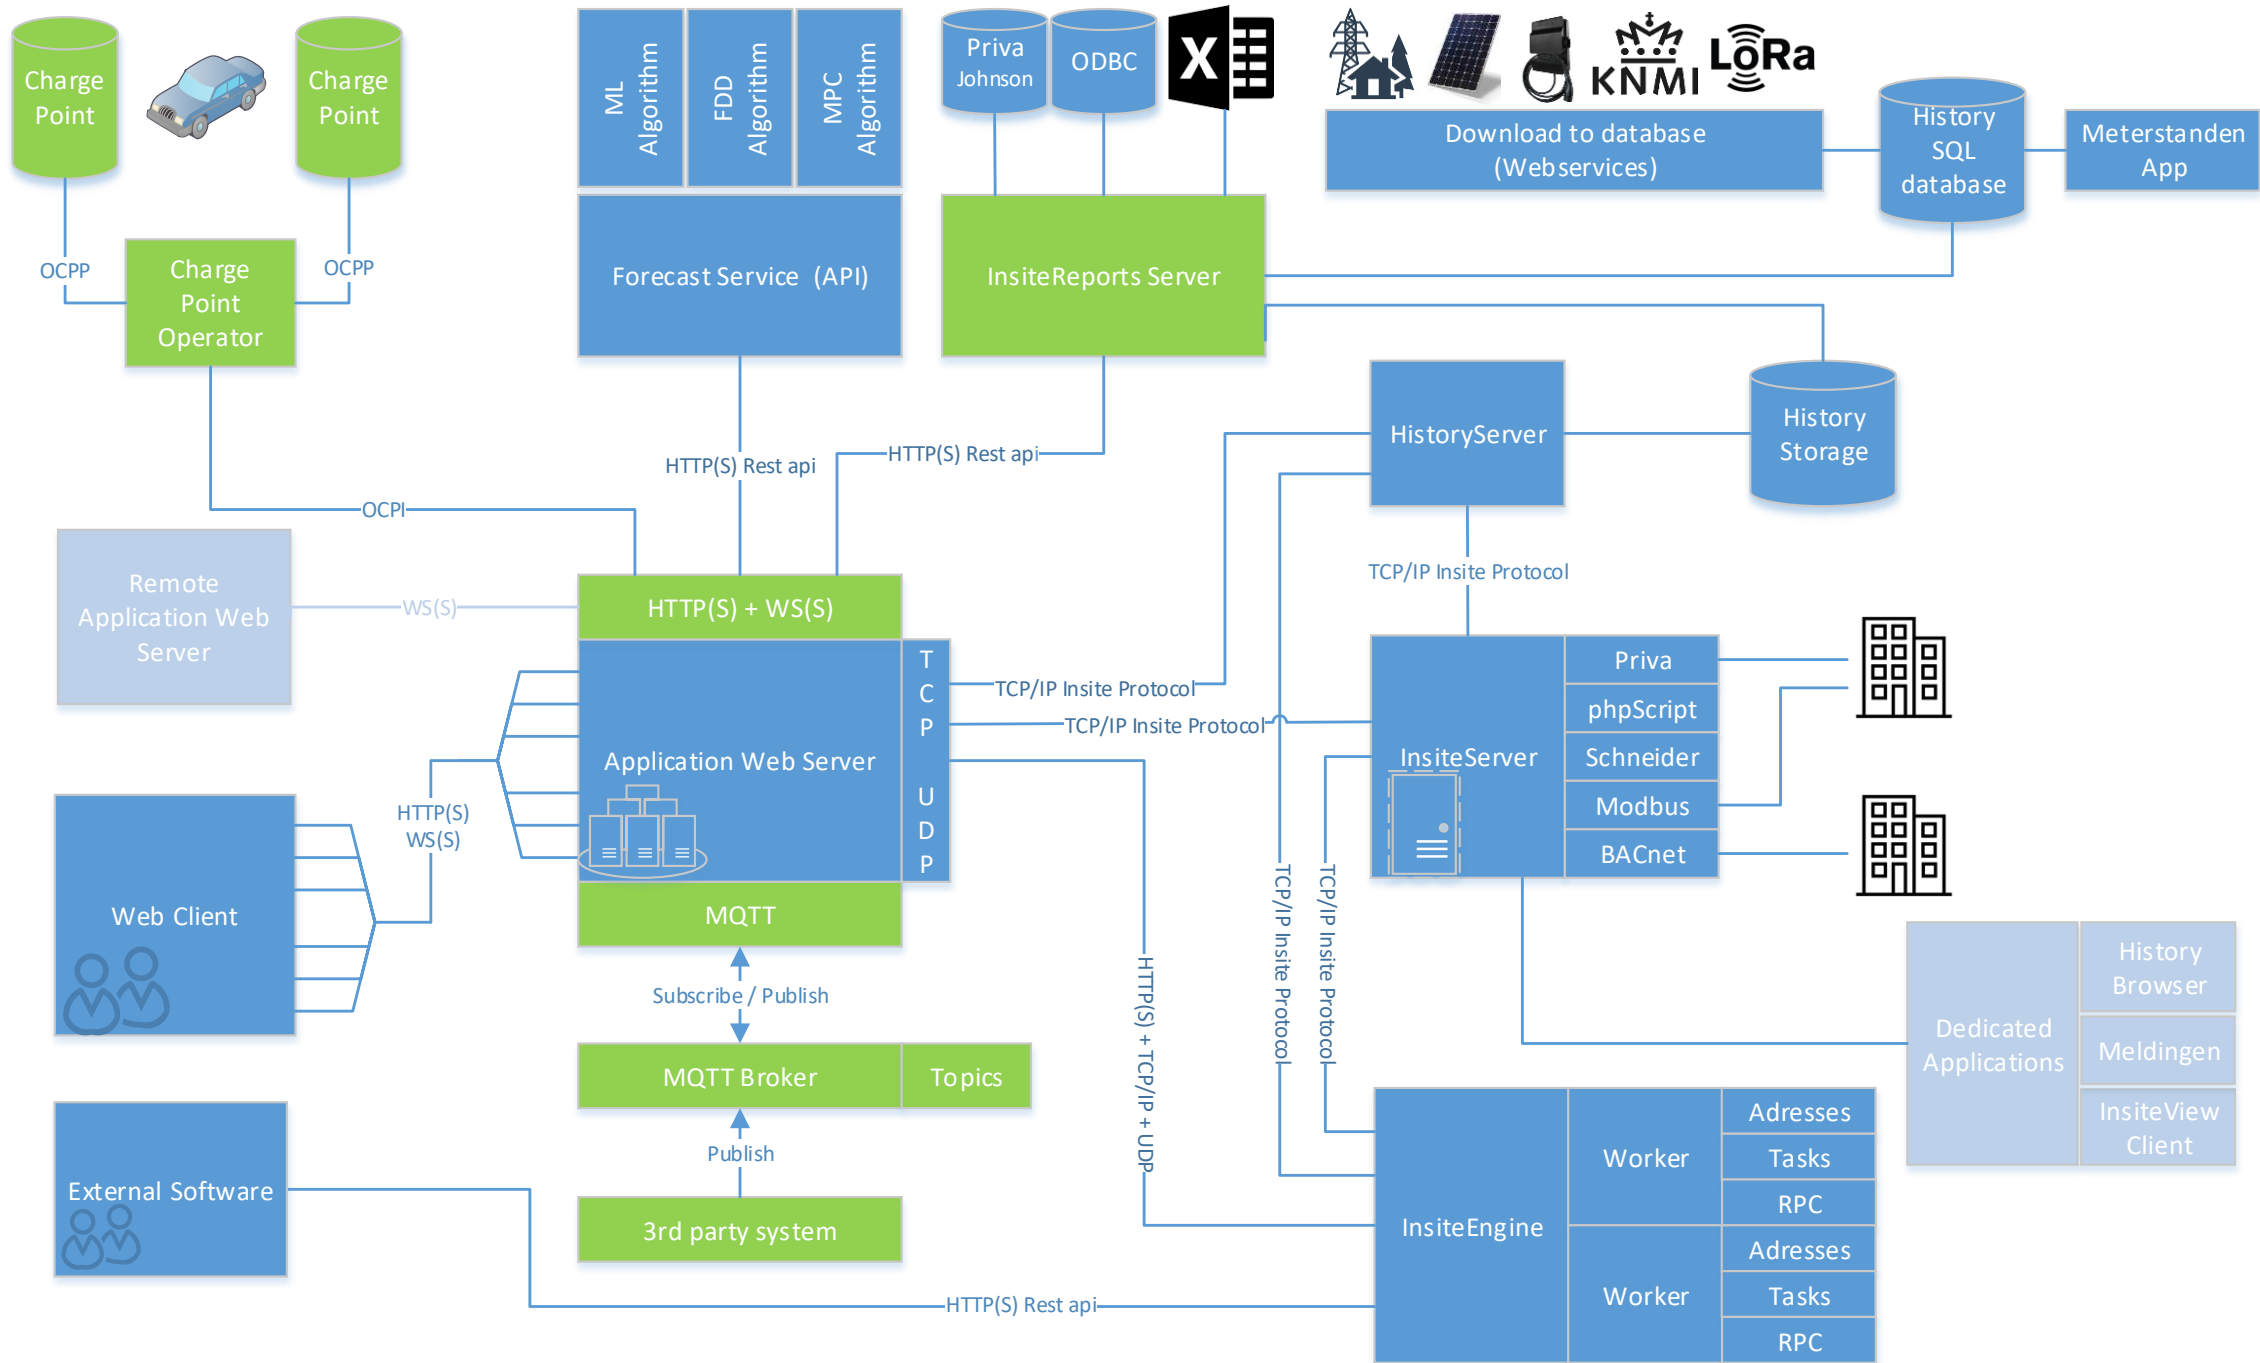 Charge
Point
Charge
Point
OCPP
OCPP
Charge
Point
Operator
OCPI
ML
Algorithm
FDD
Algorithm
MPC
Algorithm
Forecast Service (API)
HTTP(S) Rest api
Priva
Johnson
ODBC
X
InsiteReports Server
HTTP(S) Rest api
KNMI
LoRa
Download to database
(Webservices)
History
SQL
database
Meterstanden
App
HistoryServer
History
Storage
TCP/IP Insite Protocol
Remote
Application Web
Server
WS(S)
HTTP(S) + WS(S)
Application Web Server
T
C
P
U
D
P
TCP/IP Insite Protocol
TCP/IP Insite Protocol
InsiteServer
Priva
phpScript
Schneider
Modbus
BACnet
HTTP(S)
WS(S)
Web Client
MQTT
Subscribe / Publish
MQTT Broker
Topics
Publish
3rd party system
External Software
HTTP(S) Rest api
HTTP(S) + TCP/IP + UDP
TCP/IP Insite Protocol
TCP/IP Insite Protocol
Dedicated
Applications
History
Browser
Meldingen
InsiteView
Client
InsiteEngine
Worker
Adresses
Tasks
RPC
Worker
Adresses
Tasks
RPC